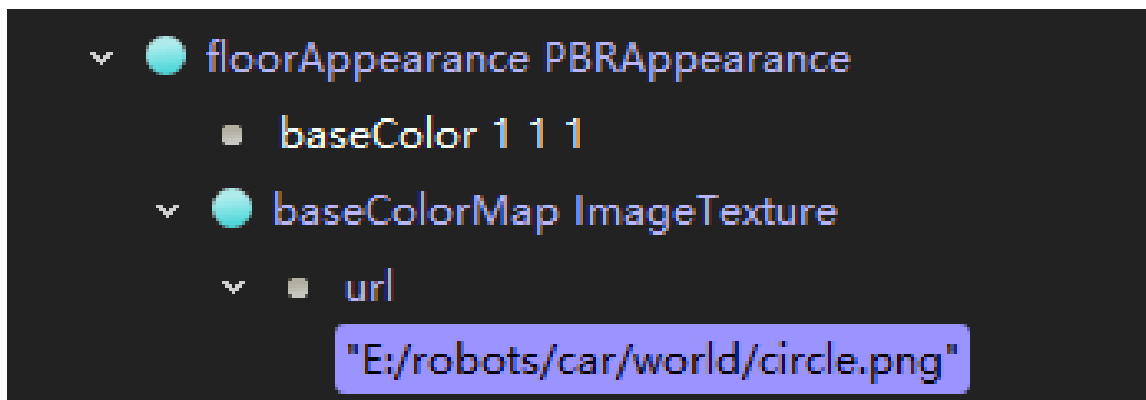 floorAppearance PBRAppearance
baseColor 1 1 1
baseColorMap ImageTexture
url
"E:/robots/car/world/circle.png"